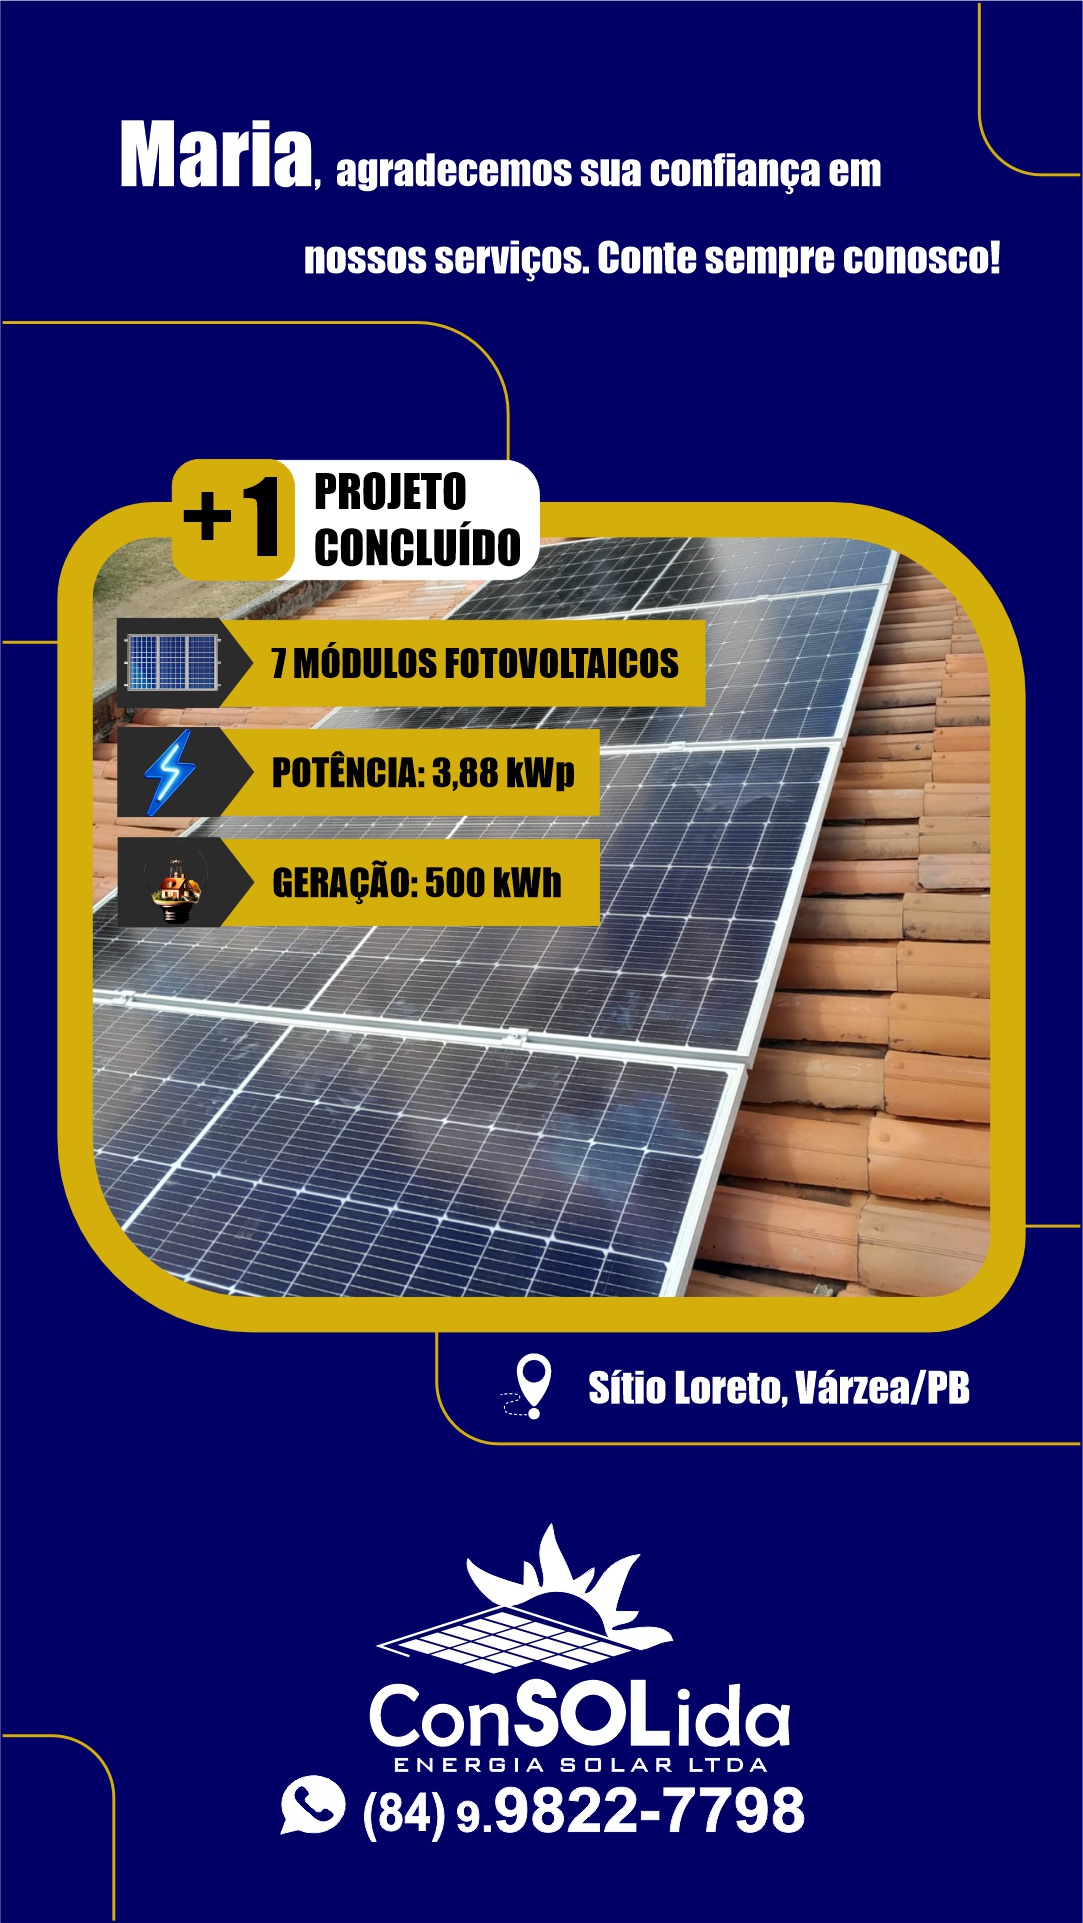 Maria, agradecemos sua confiança em
nossos serviços. Conte sempre conosco!
+1 PROJETO
CONCLUÍDO
7 MÓDULOS FOTOVOLTAICOS
POTÊNCIA: 3,88 kWp
GERAÇÃO: 500 kWh
Sítio Loreto, Várzea/PB
ConSOLida
ENERGIA SOLAR LTDA
(84) 9.9822-7798